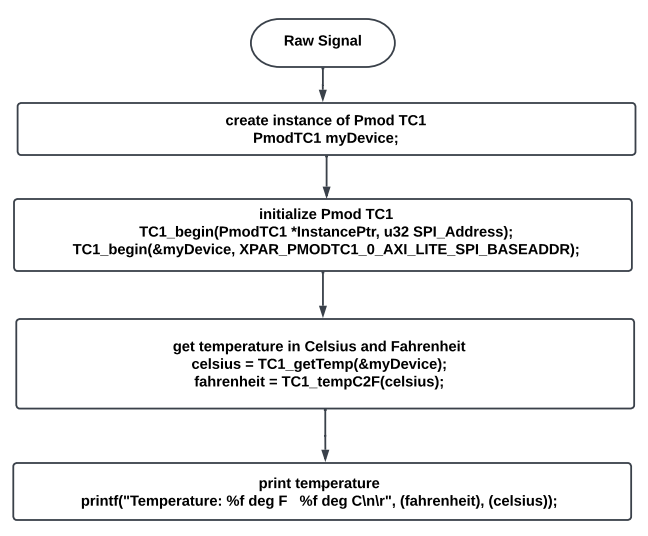 Raw Signal
create instance of Pmod TC1
PmodTC1 myDevice;
initialize Pmod TC1
TC1_begin(PmodTC1 *InstancePtr, u32 SPI_Address);
TC1_begin(&myDevice, XPAR_PMODTC1_0_AXI_LITE_SPI_BASEADDR);
get temperature in Celsius and Fahrenheit
celsius = TC1_getTemp(&myDevice);
fahrenheit = TC1_tempC2F(celsius);
print temperature
printf("Temperature: %f deg F   %f deg C\n\r", (fahrenheit), (celsius));